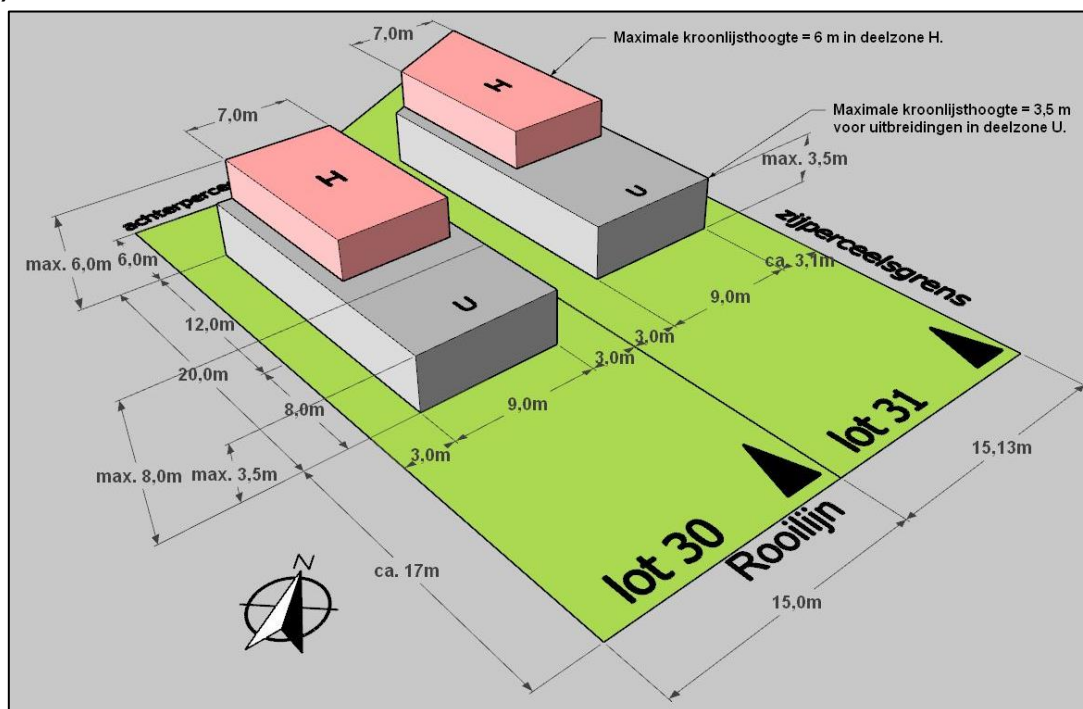 7,0m
Maximale kroonlijsthoogte = 6 m in deelzone H.
H
7,0m
Maximale kroonlijsthoogte = 3,5 m
voor uitbreidingen in deelzone U.
max. 3,5m
H
U
zijperceelsgrens
max. 6,0m
6,0m
ca. 3,1m
U
9,0m
12,0m
3,0m
20,0m
3,0m
8,0m
9,0m
lot 31
3,0m
15,13m
max. 8,0m
max. 3,5m
lot 30
Rooilijn
N
ca. 17m
15,0m